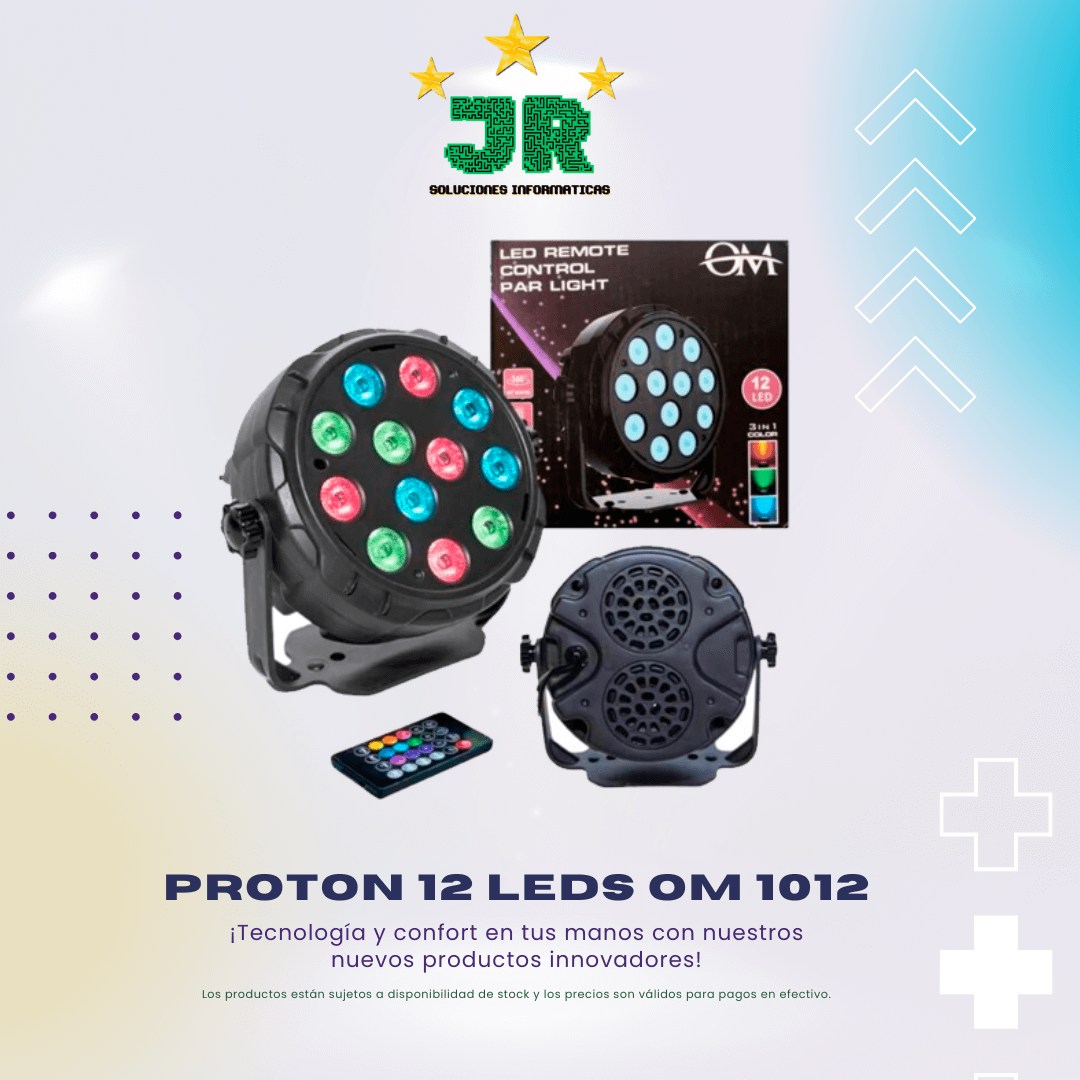 JR
SOLUCIONES INFORMATICAS
LED REMOTE
CONTROL
PAR LIGHT
OM
12
LED
3 IN 1
COLOR
PROTON 12 LEDS OM 1012
¡Tecnología y confort en tus manos con nuestros
nuevos productos innovadores!
Los productos están sujetos a disponibilidad de stock y los precios son válidos para pagos en efectivo.